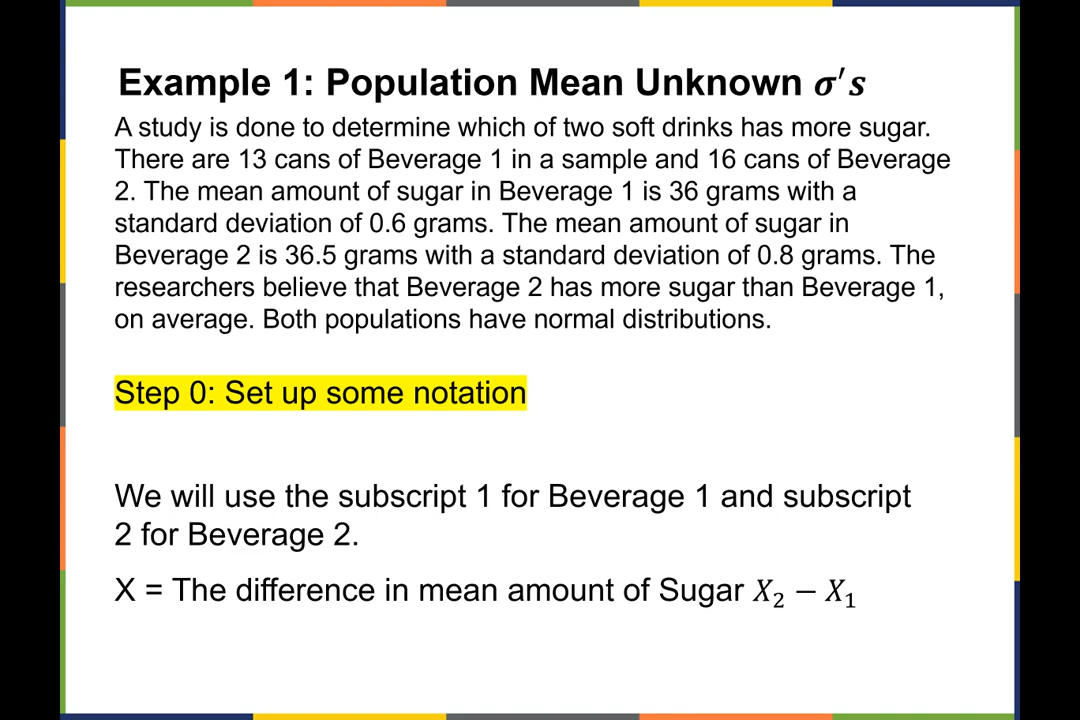 Example 1: Population Mean Unknown σ's
A study is done to determine which of two soft drinks has more sugar.
There are 13 cans of Beverage 1 in a sample and 16 cans of Beverage
2. The mean amount of sugar in Beverage 1 is 36 grams with a
standard deviation of 0.6 grams. The mean amount of sugar in
Beverage 2 is 36.5 grams with a standard deviation of 0.8 grams. The
researchers believe that Beverage 2 has more sugar than Beverage 1,
on average. Both populations have normal distributions.
Step 0: Set up some notation
We will use the subscript 1 for Beverage 1 and subscript
2 for Beverage 2.
X = The difference in mean amount of Sugar X₂ − X₁